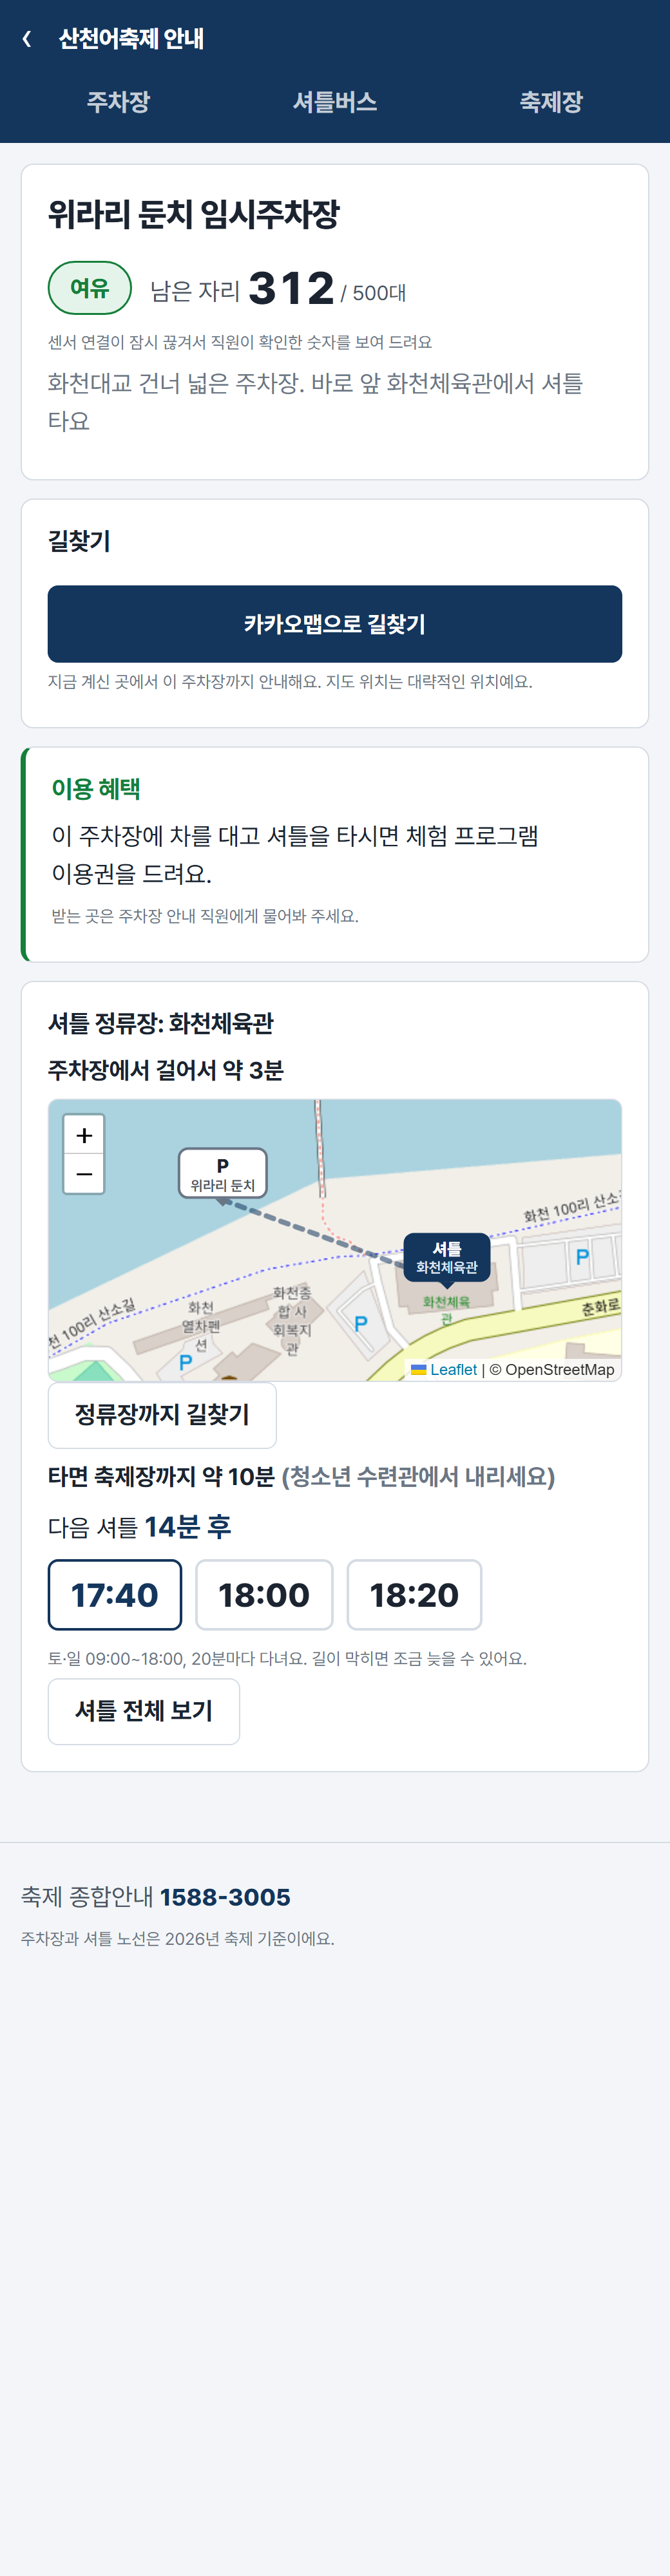 산천어축제 안내
주차장
셔틀버스
축제장
위라리 둔치 임시주차장
여유
남은 자리 312 / 500대
센서 연결이 잠시 끊겨서 직원이 확인한 숫자를 보여 드려요
화천대교 건너 넓은 주차장. 바로 앞 화천체육관에서 셔틀
타요
길찾기
카카오맵으로 길찾기
지금 계신 곳에서 이 주차장까지 안내해요. 지도 위치는 대략적인 위치예요.
이용 혜택
이 주차장에 차를 대고 셔틀을 타시면 체험 프로그램
이용권을 드려요.
받는 곳은 주차장 안내 직원에게 물어봐 주세요.
셔틀 정류장: 화천체육관
주차장에서 걸어서 약 3분
+
−
P
위라리 둔치
화천 100리 산소
셔틀
화천체육관
P
화천체육
관
화천종
합 사
회복지
관
화천
열차펜
션
P
P
천 100리 산소길
춘화로
Leaflet | © OpenStreetMap
정류장까지 길찾기
타면 축제장까지 약 10분 (청소년 수련관에서 내리세요)
다음 셔틀 14분 후
17:40
18:00
18:20
토·일 09:00~18:00, 20분마다 다녀요. 길이 막히면 조금 늦을 수 있어요.
셔틀 전체 보기
축제 종합안내 1588-3005
주차장과 셔틀 노선은 2026년 축제 기준이에요.